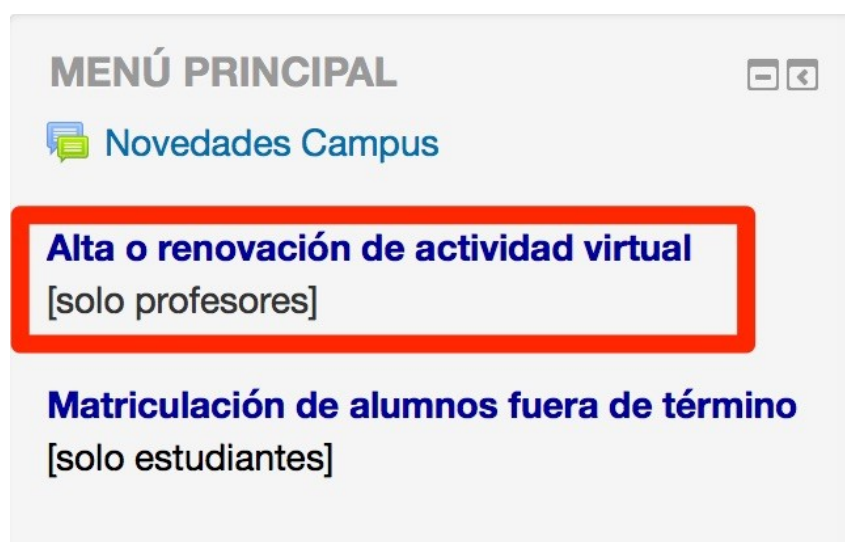 MENÚ PRINCIPAL
Novedades Campus
Alta o renovación de actividad virtual
[solo profesores]
Matriculación de alumnos fuera de término
[solo estudiantes]